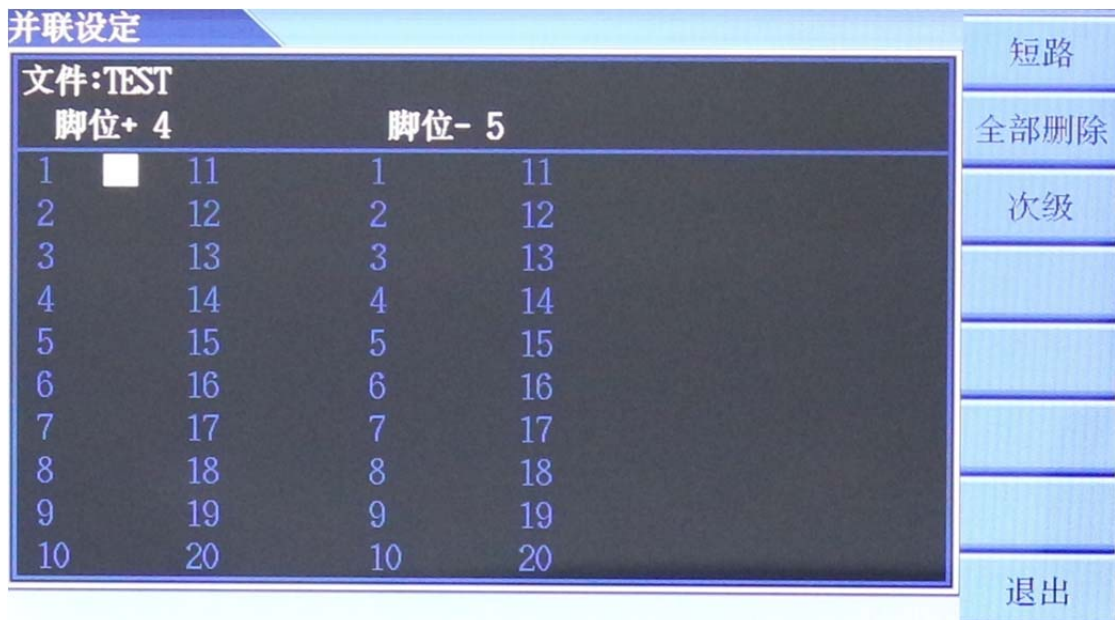 并联设定
文件:TEST
脚位+ 4 脚位- 5
1 11 1 11
2 12 2 12
3 13 3 13
4 14 4 14
5 15 5 15
6 16 6 16
7 17 7 17
8 18 8 18
9 19 9 19
10 20 10 20
短路
全部删除
次级
退出